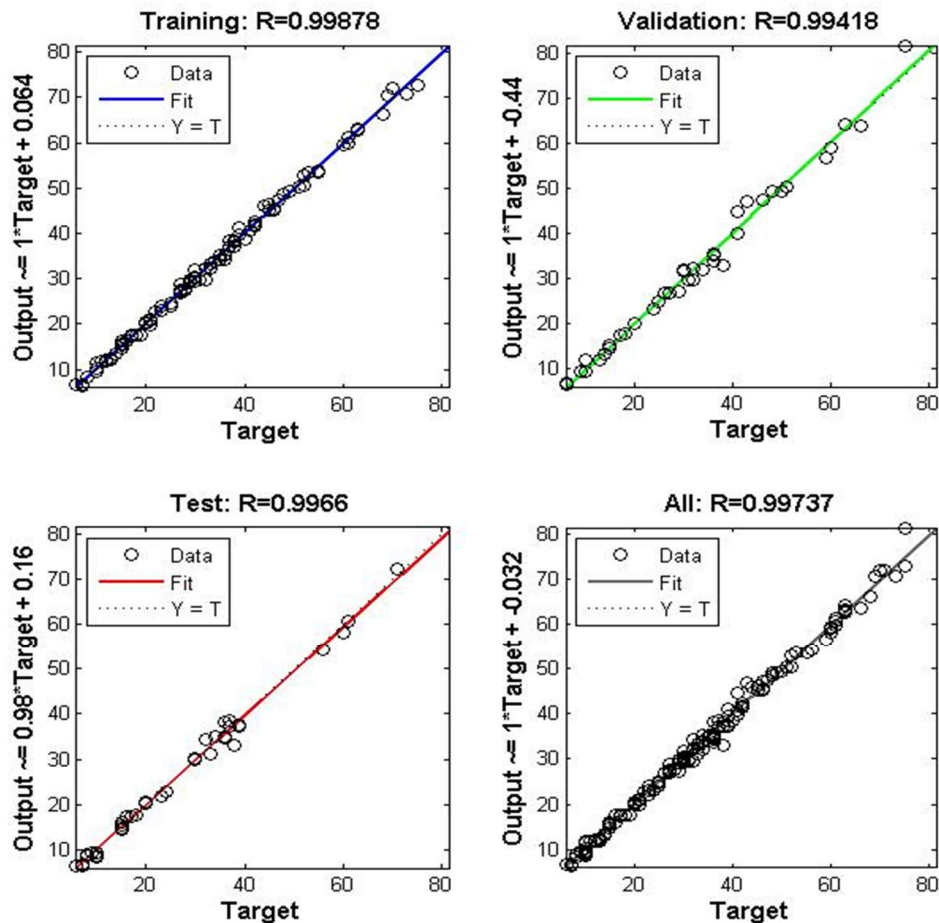 Training: R=0.99878
Output ~= 1*Target + 0.064
80
70
60
50
40
30
20
10
Data
Fit
Y = T
20 40 60 80
Target
Validation: R=0.99418
Output ~= 1*Target + -0.44
80
70
60
50
40
30
20
10
Data
Fit
Y = T
20 40 60 80
Target
Test: R=0.9966
Output ~= 0.98*Target + 0.16
80
70
60
50
40
30
20
10
Data
Fit
Y = T
20 40 60 80
Target
All: R=0.99737
Output ~= 1*Target + -0.032
80
70
60
50
40
30
20
10
Data
Fit
Y = T
20 40 60 80
Target